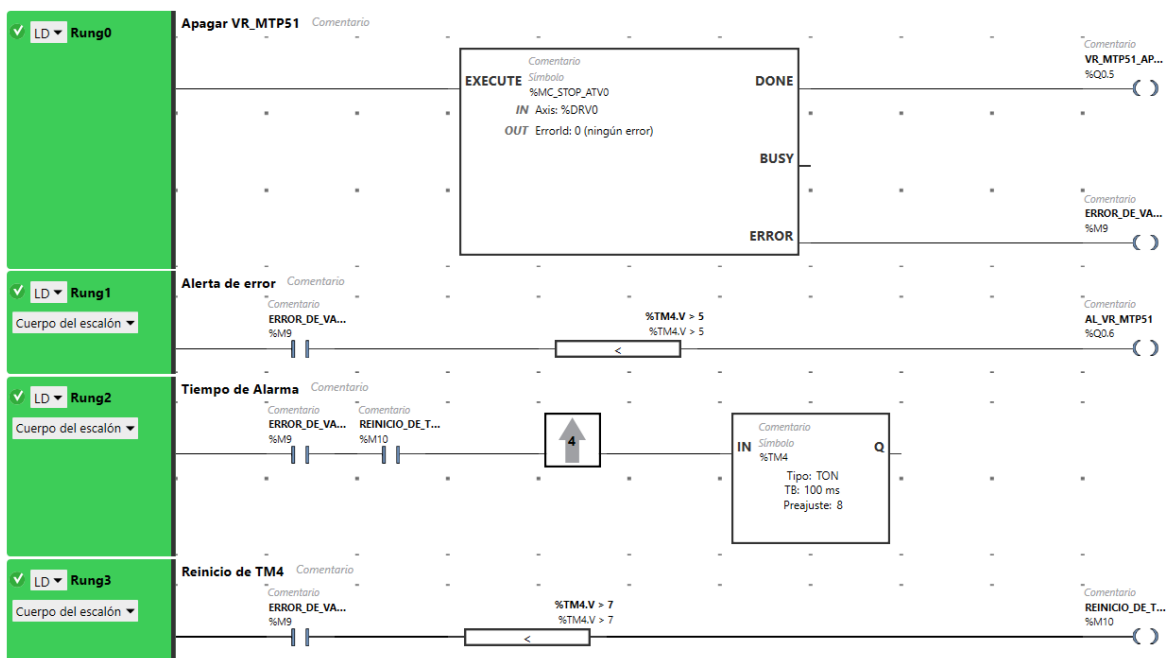 LD Rung0
Apagar VR_MTP51 Comentario
Comentario
Símbolo
%MC_STOP_ATV0
EXECUTE
IN Axis: %DRV0
OUT ErrorId: 0 (ningún error)
DONE
BUSY
ERROR
Comentario
VR_MTP51_AP...
%Q0.5
Comentario
ERROR_DE_VA...
%M9
LD Rung1
Cuerpo del escalón
Alerta de error Comentario
Comentario
ERROR_DE_VA...
%M9
%TM4.V > 5
%TM4.V > 5
<
Comentario
AL_VR_MTP51
%Q0.6
LD Rung2
Cuerpo del escalón
Tiempo de Alarma Comentario
Comentario
ERROR_DE_VA...
%M9
Comentario
REINICIO_DE_T...
%M10
4
Comentario
IN Símbolo Q
%TM4
Tipo: TON
TB: 100 ms
Preajuste: 8
LD Rung3
Cuerpo del escalón
Reinicio de TM4 Comentario
Comentario
ERROR_DE_VA...
%M9
%TM4.V > 7
%TM4.V > 7
<
Comentario
REINICIO_DE_T...
%M10